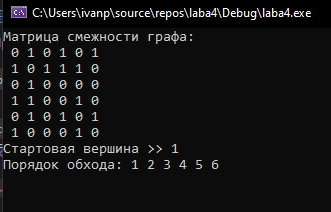 C:\Users\ivanp\source\repos\laba4\Debug\laba4.exe
Матрица смежности графа:
0 1 0 1 0 1
1 0 1 1 1 0
0 1 0 0 0 0
0 1 0 0 1 0
1 1 0 1 0 1
1 0 0 0 1 0
Стартовая вершина >> 1
Порядок обхода: 1 2 3 4 5 6